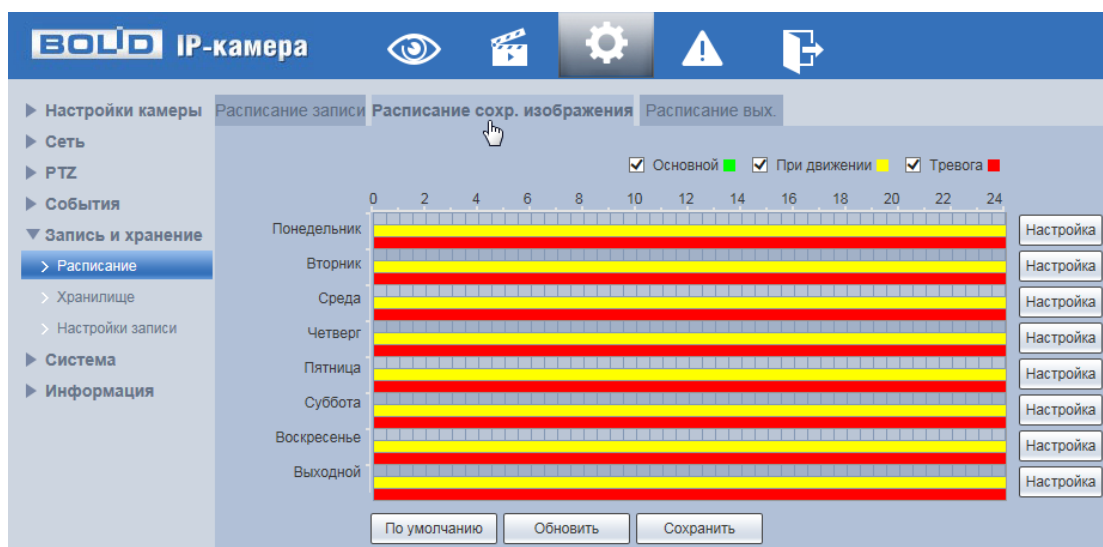 BOLID IP-камера
Настройки камеры
Сеть
PTZ
События
Запись и хранение
Расписание
Хранилище
Настройки записи
Система
Информация
Расписание записи Расписание сохр. изображения Расписание вых.
Основной При движении Тревога
0 2 4 6 8 10 12 14 16 18 20 22 24
Понедельник Настройка
Вторник Настройка
Среда Настройка
Четверг Настройка
Пятница Настройка
Суббота Настройка
Воскресенье Настройка
Выходной Настройка
По умолчанию Обновить Сохранить